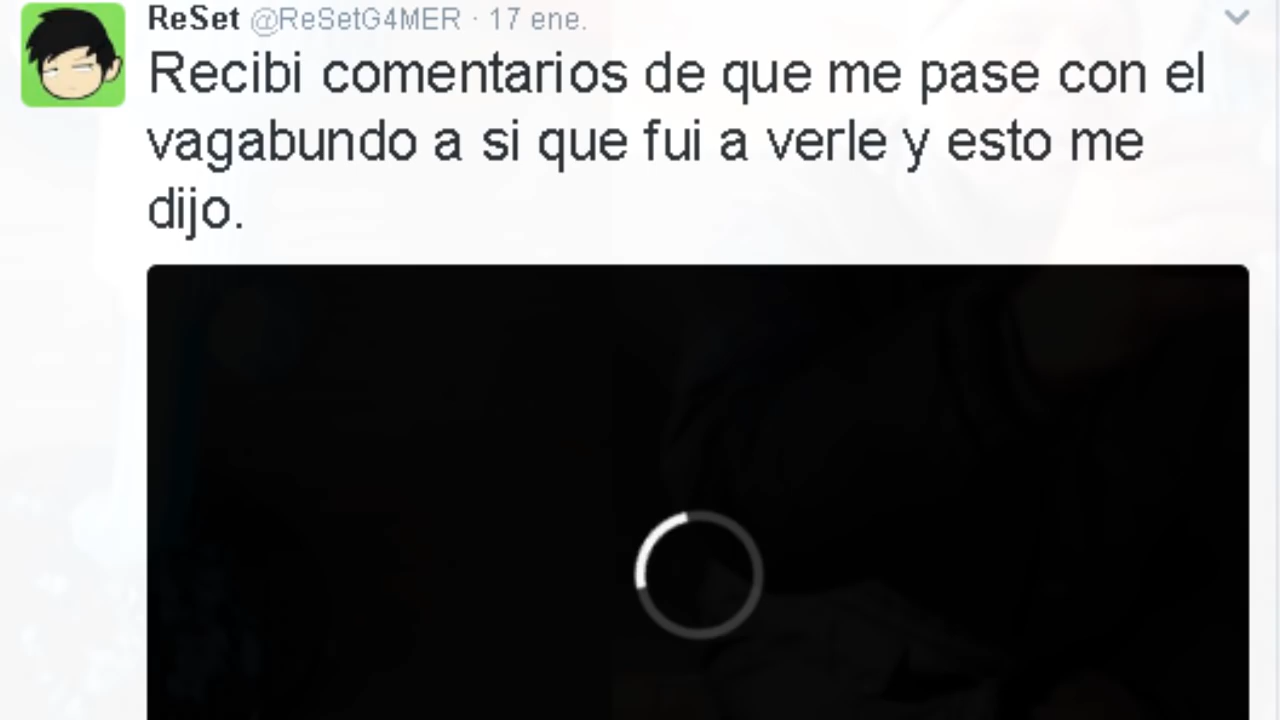 ReSet @ReSetG4MER · 17 ene.
Recibi comentarios de que me pase con el
vagabundo a si que fui a verle y esto me
dijo.